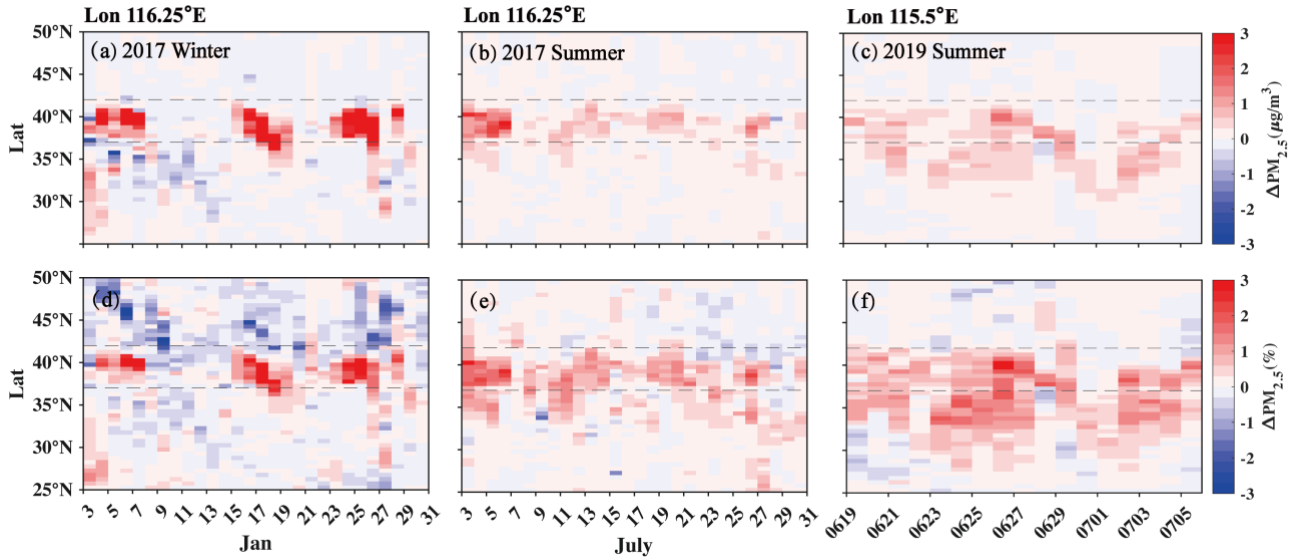 Lon 116.25°E
Lon 116.25°E
Lon 115.5°E
(a) 2017 Winter
(b) 2017 Summer
(c) 2019 Summer
50°N
45°N
40°N
35°N
30°N
Lat
3
2
1
0
-1
-2
-3
ΔPM2.5(μg/m3)
(d)
(e)
(f)
50°N
45°N
40°N
35°N
30°N
25°N
Lat
3
2
1
0
-1
-2
-3
ΔPM2.5(%)
3 5 7 9 11 13 15 17 19 21 23 25 27 29 31
3 5 7 9 11 13 15 17 19 21 23 25 27 29 31
0619 0621 0623 0625 0627 0629 0701 0703 0705
Jan
July